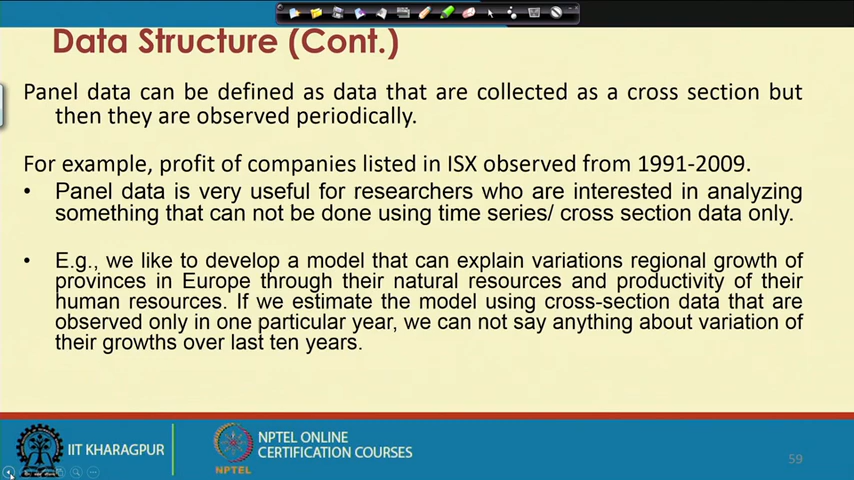 Data Structure (Cont.)
Panel data can be defined as data that are collected as a cross section but
then they are observed periodically.
For example, profit of companies listed in ISX observed from 1991-2009.
• Panel data is very useful for researchers who are interested in analyzing
something that can not be done using time series/ cross section data only.
• E.g., we like to develop a model that can explain variations regional growth of
provinces in Europe through their natural resources and productivity of their
human resources. If we estimate the model using cross-section data that are
observed only in one particular year, we can not say anything about variation of
their growths over last ten years.
IIT KHARAGPUR
NPTEL
NPTEL ONLINE
CERTIFICATION COURSES
59